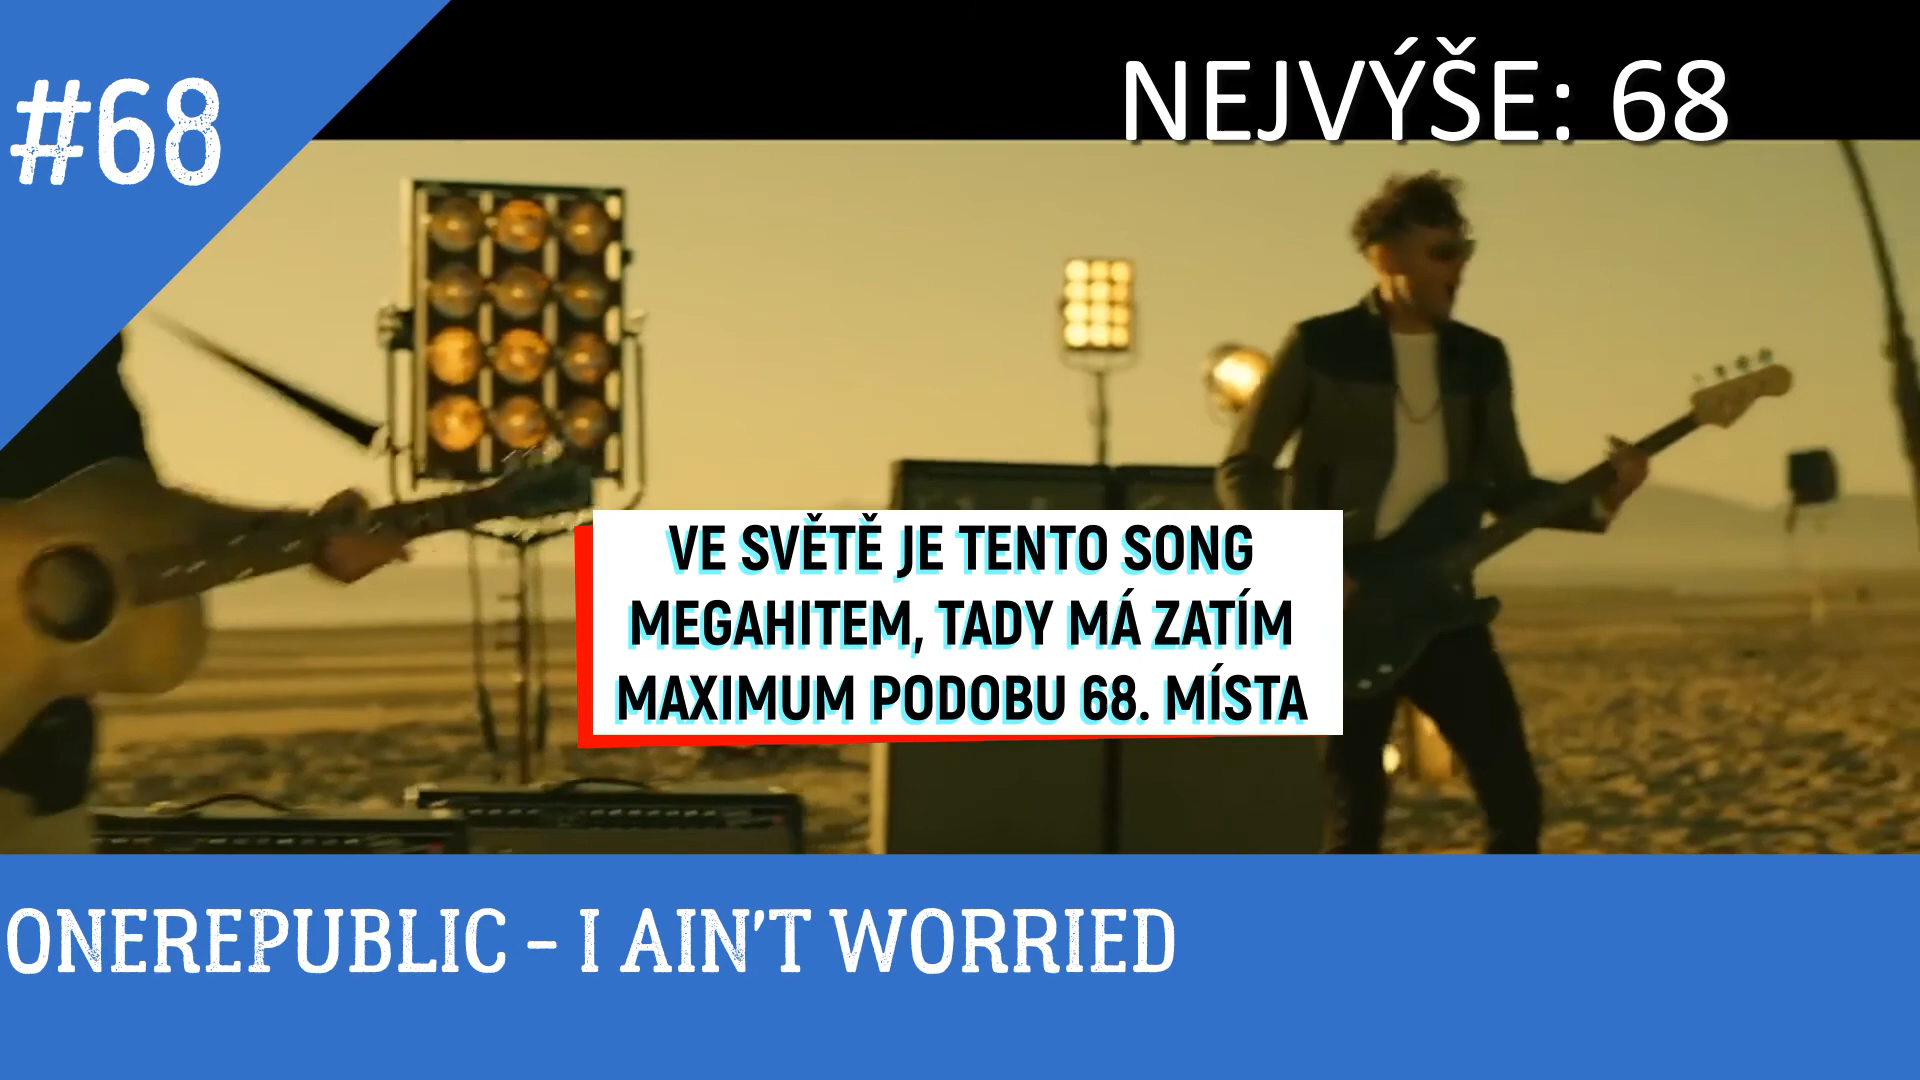 #68
NEJVÝŠE: 68
VE SVĚTĚ JE TENTO SONG
MEGAHITEM, TADY MÁ ZATÍM
MAXIMUM PODOBU 68. MÍSTA
ONEREPUBLIC - I AIN'T WORRIED